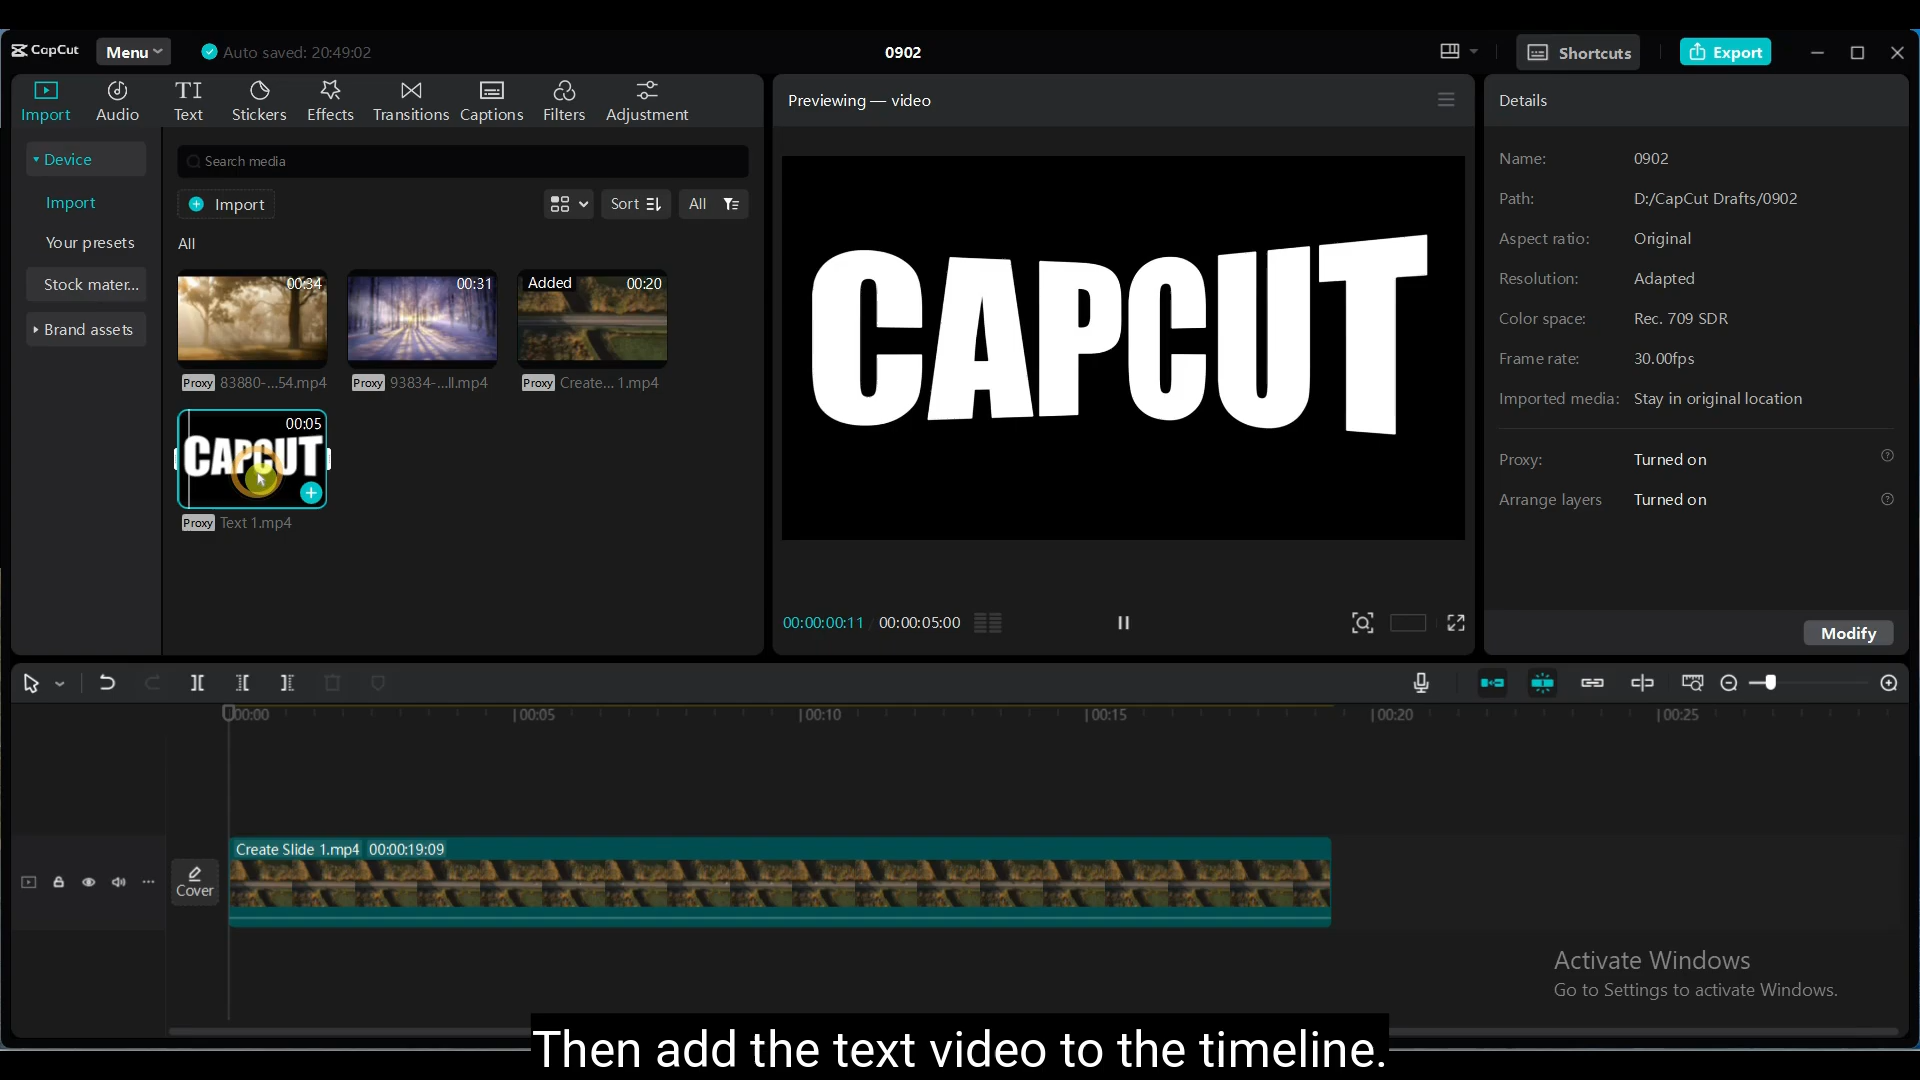 CapCut
Menu
Auto saved: 20:49:02
0902
Shortcuts
Export
Import
Audio
TI
Text
Stickers
Effects
Transitions
Captions
Filters
Adjustment
Device
Import
Your presets
Stock mater...
Brand assets
Search media
Import
Sort
All
All
00:34
Proxy 83880-...54.mp4
00:31
Proxy 93834-...ll.mp4
Added
00:20
Proxy Create... 1.mp4
00:05
CAPCUT
Proxy Text 1.mp4
Previewing — video
CAPCUT
00:00:00:11
00:00:05:00
Details
Name: 0902
Path: D:/CapCut Drafts/0902
Aspect ratio: Original
Resolution: Adapted
Color space: Rec. 709 SDR
Frame rate: 30.00fps
Imported media: Stay in original location
Proxy: Turned on
Arrange layers Turned on
Modify
00:00
00:05
00:10
00:15
00:20
00:25
Cover
Create Slide 1.mp4 00:00:19:09
Activate Windows
Go to Settings to activate Windows.
Then add the text video to the timeline.